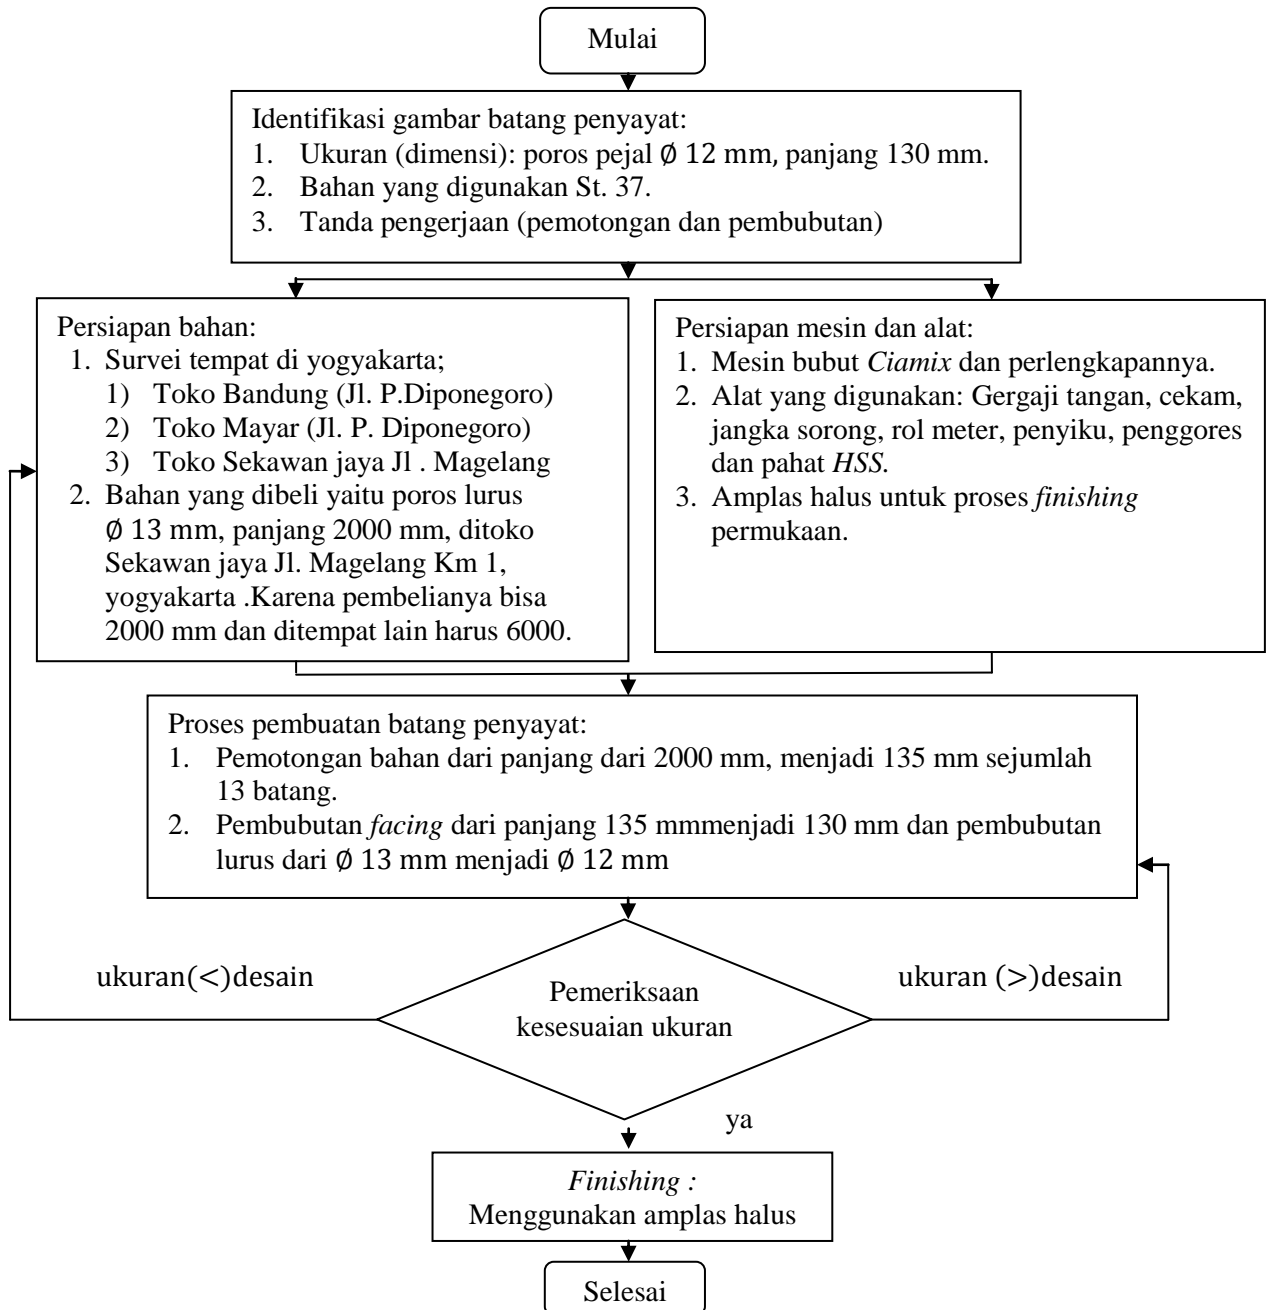 Mulai
Identifikasi gambar batang penyayat:
1. Ukuran (dimensi): poros pejal ∅ 12 mm, panjang 130 mm.
2. Bahan yang digunakan St. 37.
3. Tanda pengerjaan (pemotongan dan pembubutan)
Persiapan bahan:
1. Survei tempat di yogyakarta;
1) Toko Bandung (Jl. P.Diponegoro)
2) Toko Mayar (Jl. P. Diponegoro)
3) Toko Sekawan jaya Jl . Magelang
2. Bahan yang dibeli yaitu poros lurus
∅ 13 mm, panjang 2000 mm, ditoko
Sekawan jaya Jl. Magelang Km 1,
yogyakarta .Karena pembelianya bisa
2000 mm dan ditempat lain harus 6000.
Persiapan mesin dan alat:
1. Mesin bubut Ciamix dan perlengkapannya.
2. Alat yang digunakan: Gergaji tangan, cekam,
jangka sorong, rol meter, penyiku, penggores
dan pahat HSS.
3. Amplas halus untuk proses finishing
permukaan.
Proses pembuatan batang penyayat:
1. Pemotongan bahan dari panjang dari 2000 mm, menjadi 135 mm sejumlah
13 batang.
2. Pembubutan facing dari panjang 135 mmmenjadi 130 mm dan pembubutan
lurus dari ∅ 13 mm menjadi ∅ 12 mm
ukuran(<)desain
Pemeriksaan
kesesuaian ukuran
ukuran (>)desain
ya
Finishing :
Menggunakan amplas halus
Selesai